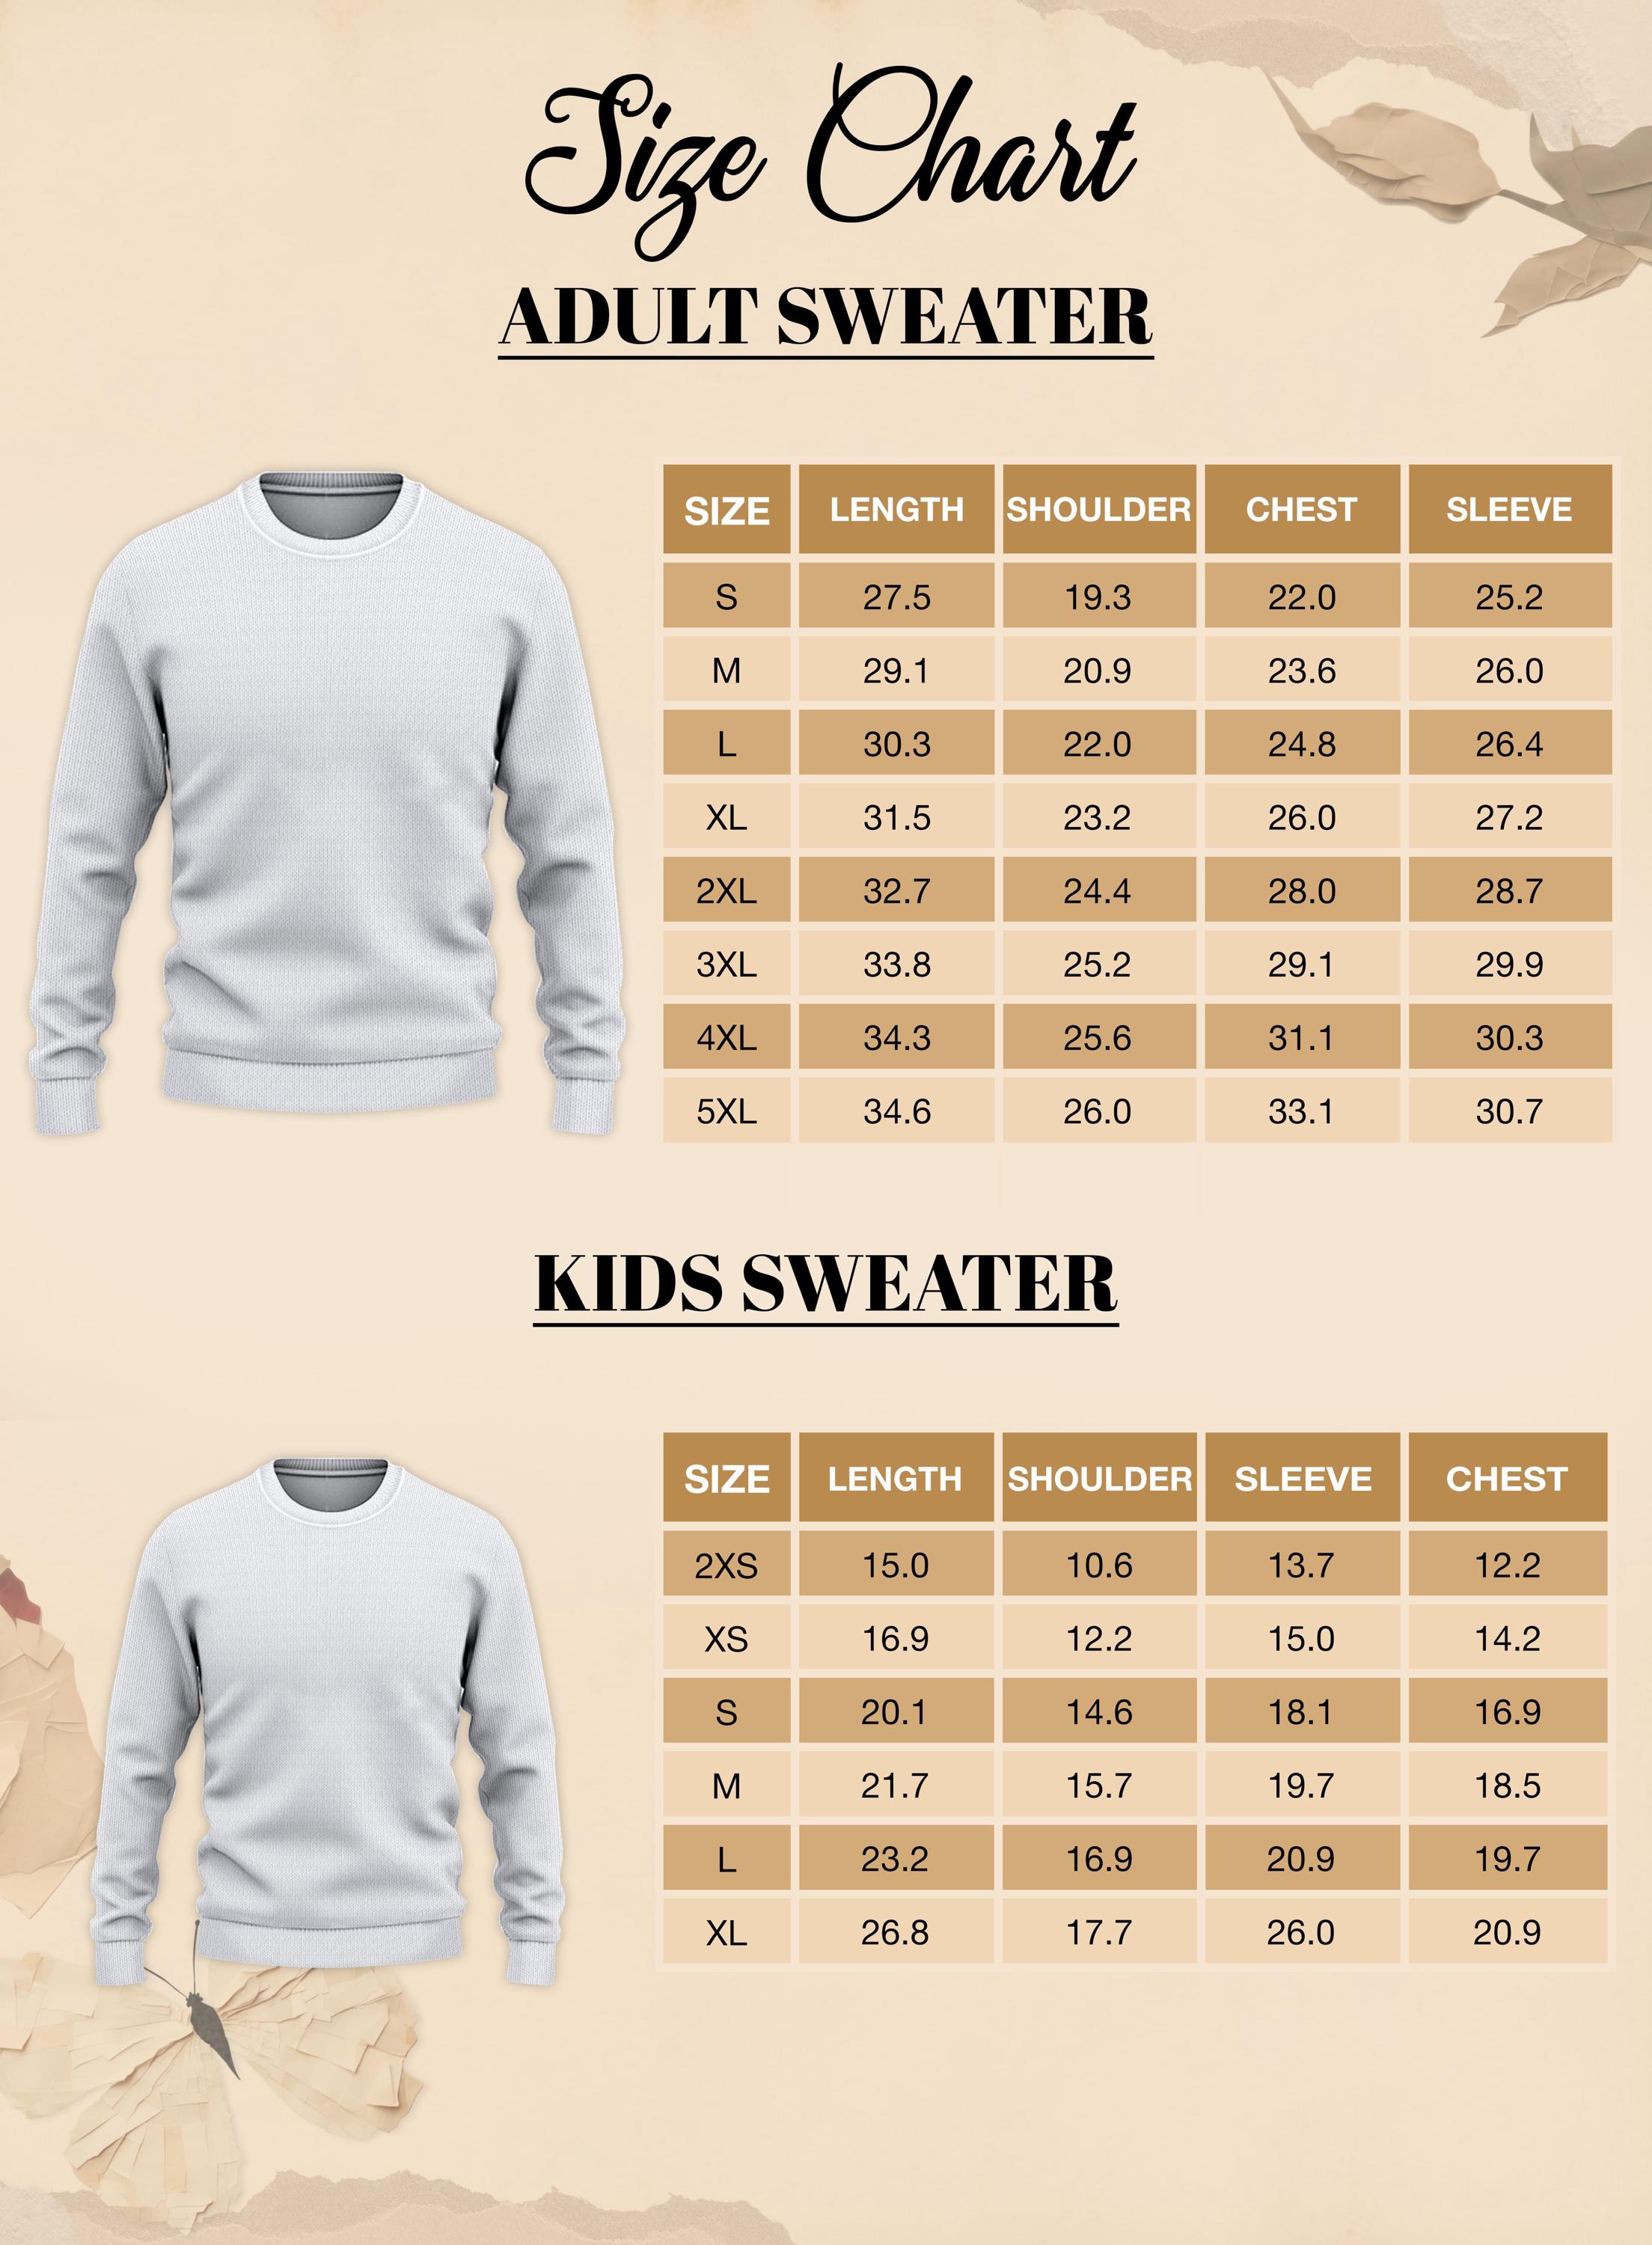 Size Chart
ADULT SWEATER
SIZE LENGTH SHOULDER CHEST SLEEVE
S 27.5 19.3 22.0 25.2
M 29.1 20.9 23.6 26.0
L 30.3 22.0 24.8 26.4
XL 31.5 23.2 26.0 27.2
2XL 32.7 24.4 28.0 28.7
3XL 33.8 25.2 29.1 29.9
4XL 34.3 25.6 31.1 30.3
5XL 34.6 26.0 33.1 30.7
KIDS SWEATER
SIZE LENGTH SHOULDER SLEEVE CHEST
2XS 15.0 10.6 13.7 12.2
XS 16.9 12.2 15.0 14.2
S 20.1 14.6 18.1 16.9
M 21.7 15.7 19.7 18.5
L 23.2 16.9 20.9 19.7
XL 26.8 17.7 26.0 20.9